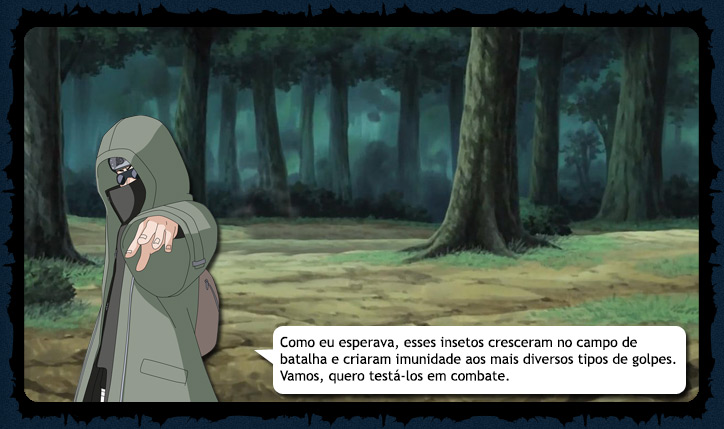 Como eu esperava, esses insetos cresceram no campo de
batalha e criaram imunidade aos mais diversos tipos de golpes.
Vamos, quero testá-los em combate.